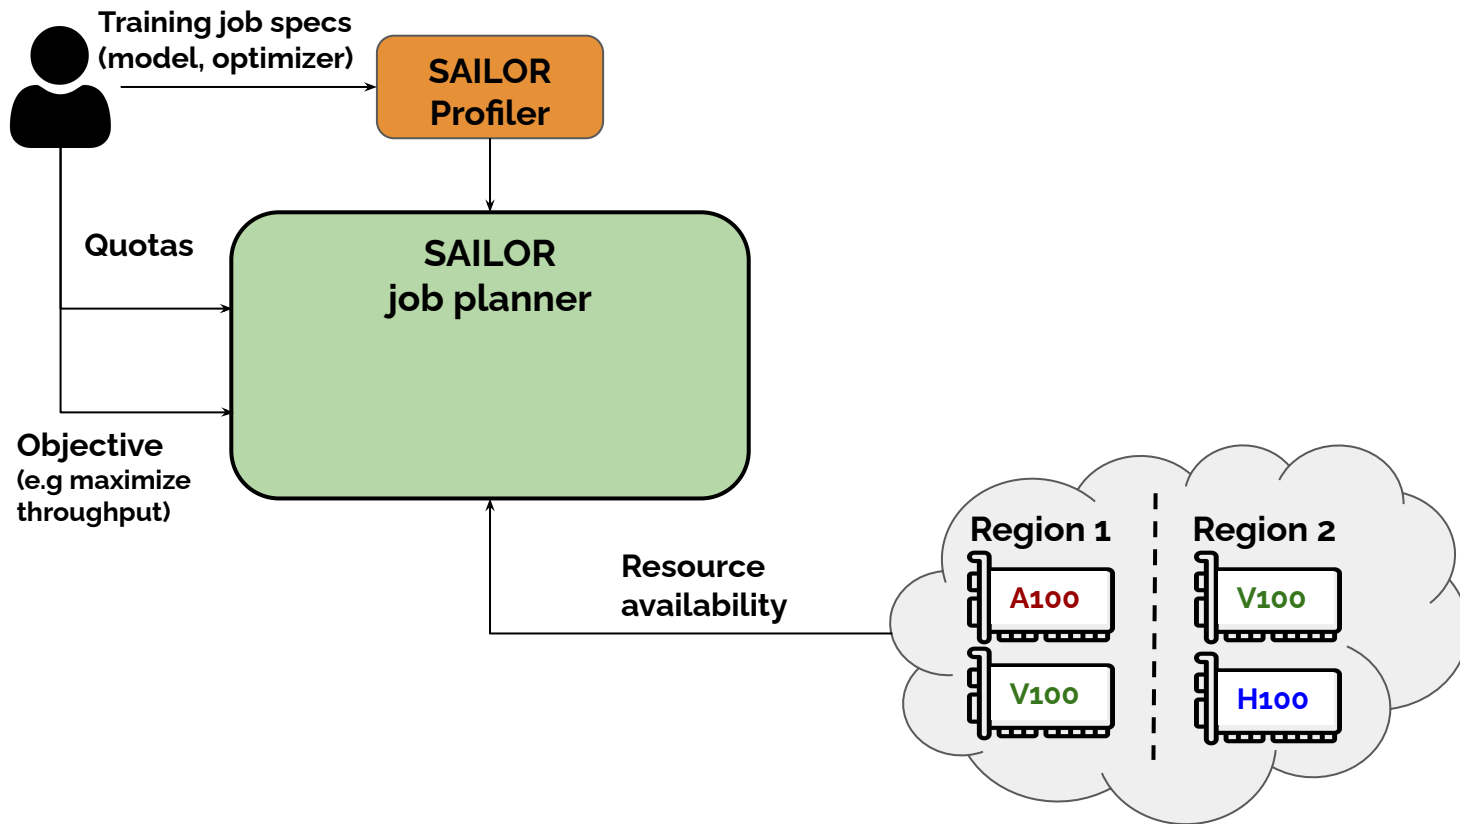 Training job specs
(model, optimizer)
SAILOR
Profiler
Quotas
SAILOR
job planner
Objective
(e.g maximize
throughput)
Resource
availability
Region 1
Region 2
A100
V100
V100
H100